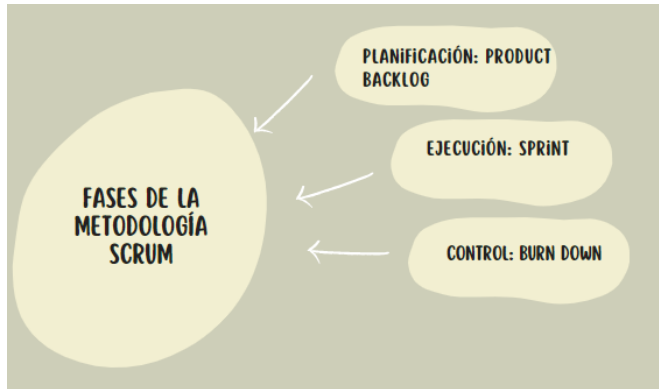 FASES DE LA
METODOLOGÍA
SCRUM
PLANIFICACIÓN: PRODUCT
BACKLOG
EJECUCIÓN: SPRINT
CONTROL: BURN DOWN